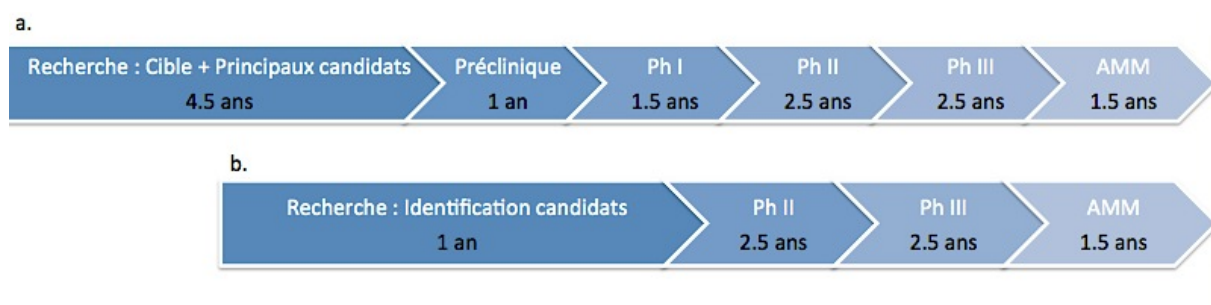 a.
Recherche : Cible + Principaux candidats Préclinique Ph I Ph II Ph III AMM
4.5 ans 1 an 1.5 ans 2.5 ans 2.5 ans 1.5 ans
b.
Recherche : Identification candidats Ph II Ph III AMM
1 an 2.5 ans 2.5 ans 1.5 ans